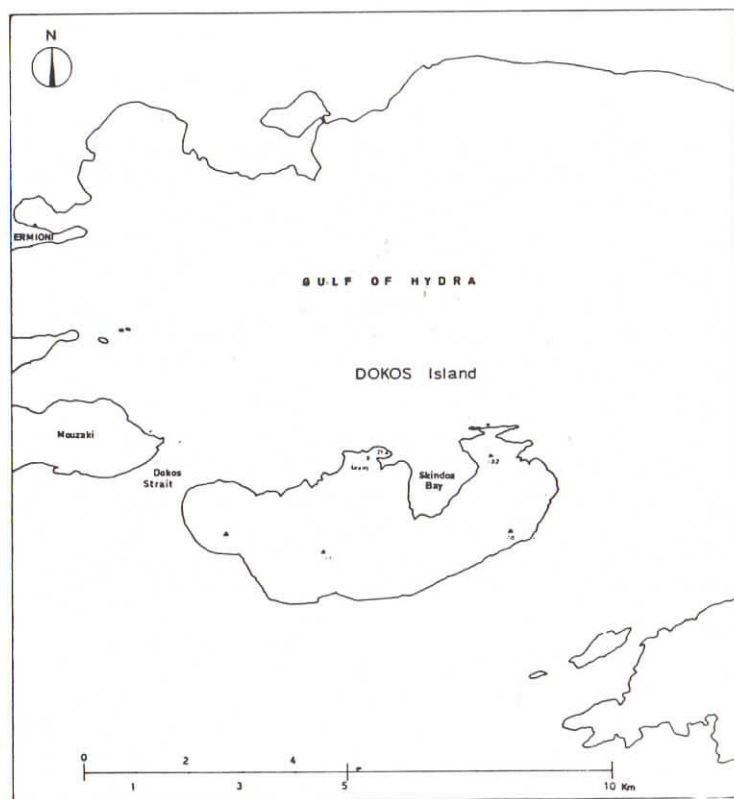 N
ERMIONI
GULF OF HYDRA
DOKOS Island
Mouzaki
Dokos
Strait
Skindos
Bay
0 2 4
1 3 5 10 Km